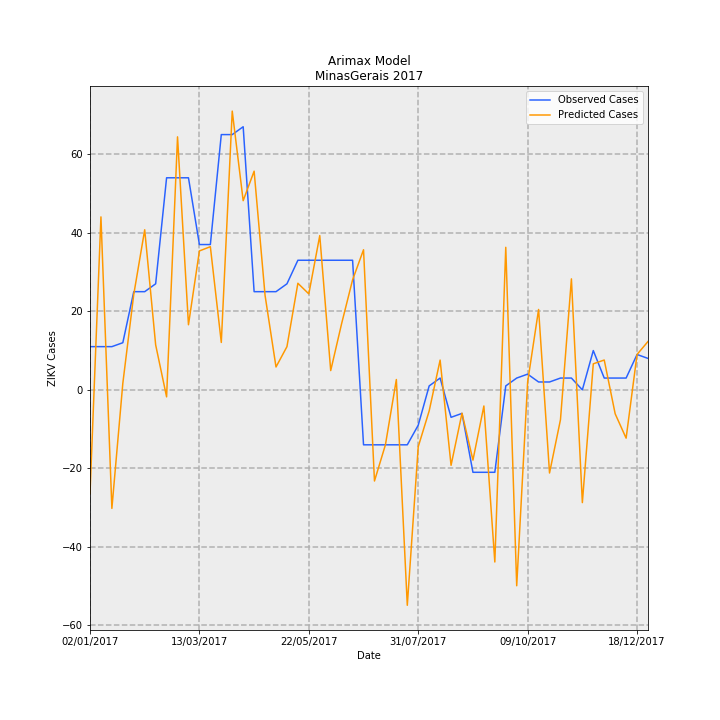 Arimax Model
MinasGerais 2017
Observed Cases
Predicted Cases
ZIKV Cases
60
40
20
0
−20
−40
−60
02/01/2017
13/03/2017
22/05/2017
31/07/2017
09/10/2017
18/12/2017
Date